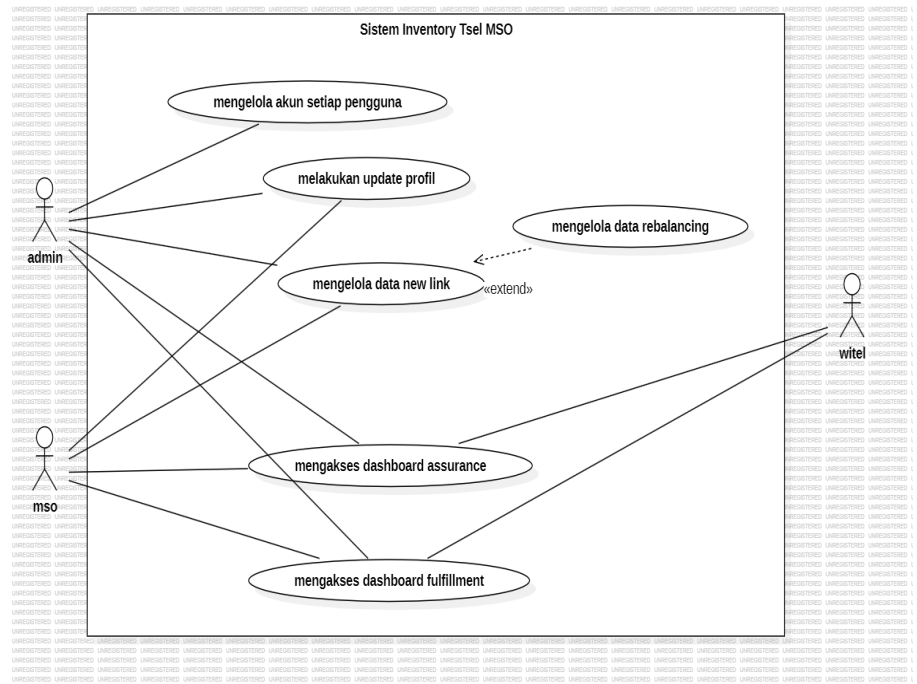 Sistem Inventory Tsel MSO
mengelola akun setiap pengguna
melakukan update profil
mengelola data rebalancing
admin
mengelola data new link
«extend»
witel
mengakses dashboard assurance
mso
mengakses dashboard fulfillment
UNREGISTERED